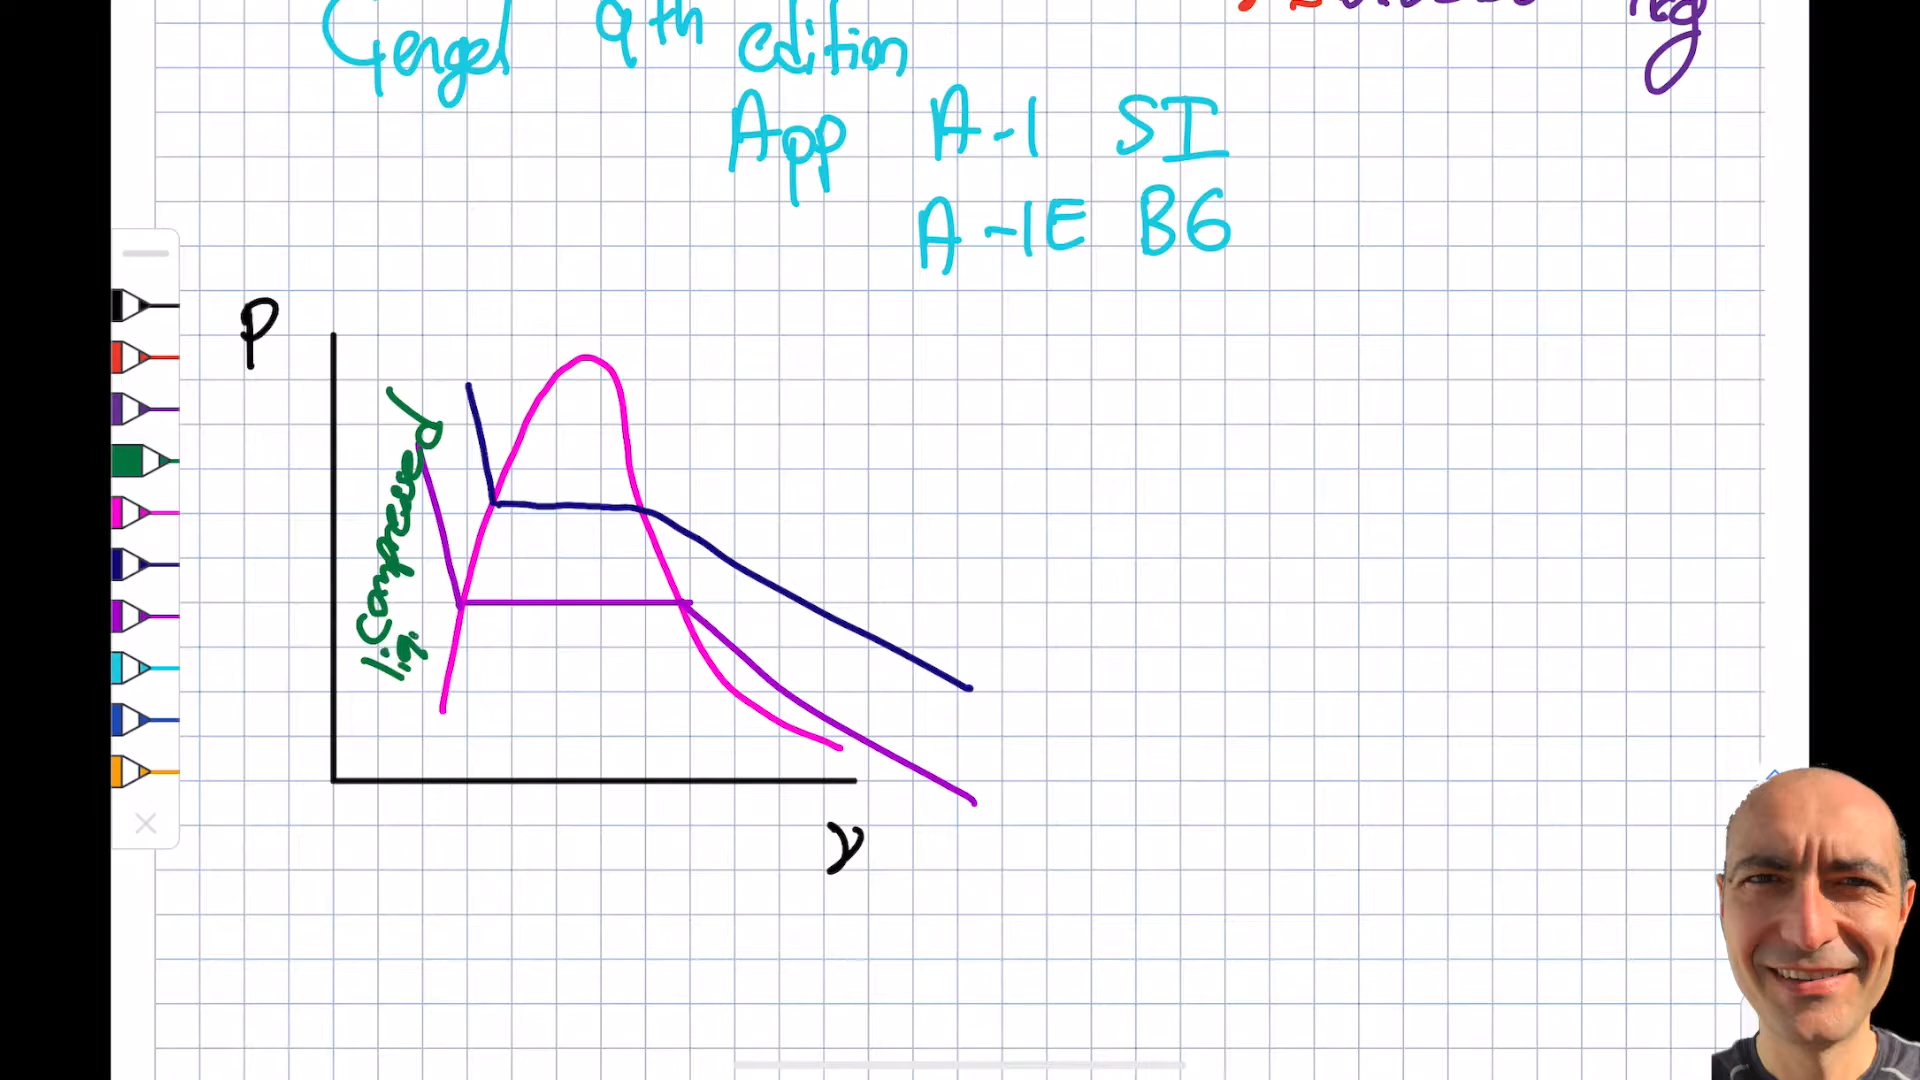 Cengel 9th edition
App A-1 SI
A-1E BG
P
Compressed
liq.
v